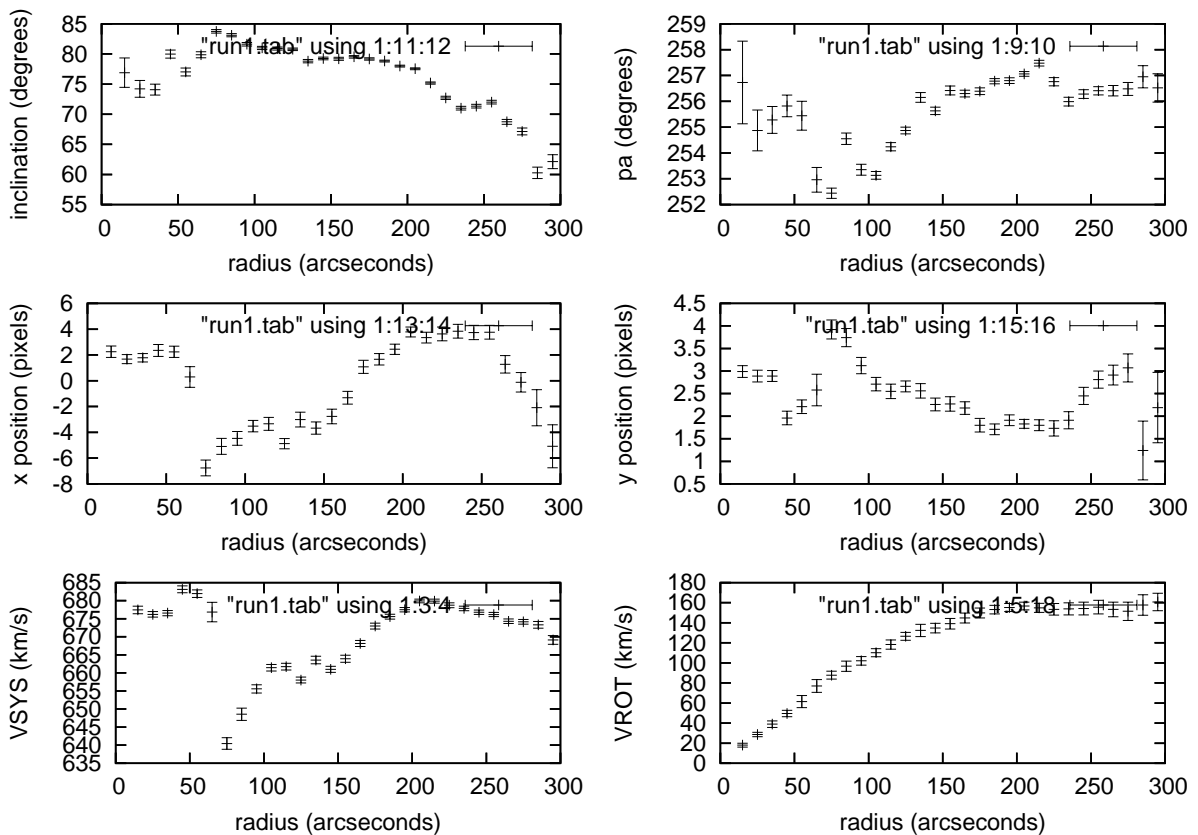 85
80
75
70
65
60
55
0 50 100 150 200 250 300
inclination (degrees)
radius (arcseconds)
"run1.tab" using 1:11:12
259
258
257
256
255
254
253
252
0 50 100 150 200 250 300
pa (degrees)
radius (arcseconds)
"run1.tab" using 1:9:10
6
4
2
0
-2
-4
-6
-8
0 50 100 150 200 250 300
x position (pixels)
radius (arcseconds)
"run1.tab" using 1:13:14
4.5
4
3.5
3
2.5
2
1.5
1
0.5
0 50 100 150 200 250 300
y position (pixels)
radius (arcseconds)
"run1.tab" using 1:15:16
685
680
675
670
665
660
655
650
645
640
635
0 50 100 150 200 250 300
VSYS (km/s)
radius (arcseconds)
"run1.tab" using 1:3:4
180
160
140
120
100
80
60
40
20
0
0 50 100 150 200 250 300
VROT (km/s)
radius (arcseconds)
"run1.tab" using 1:5:18